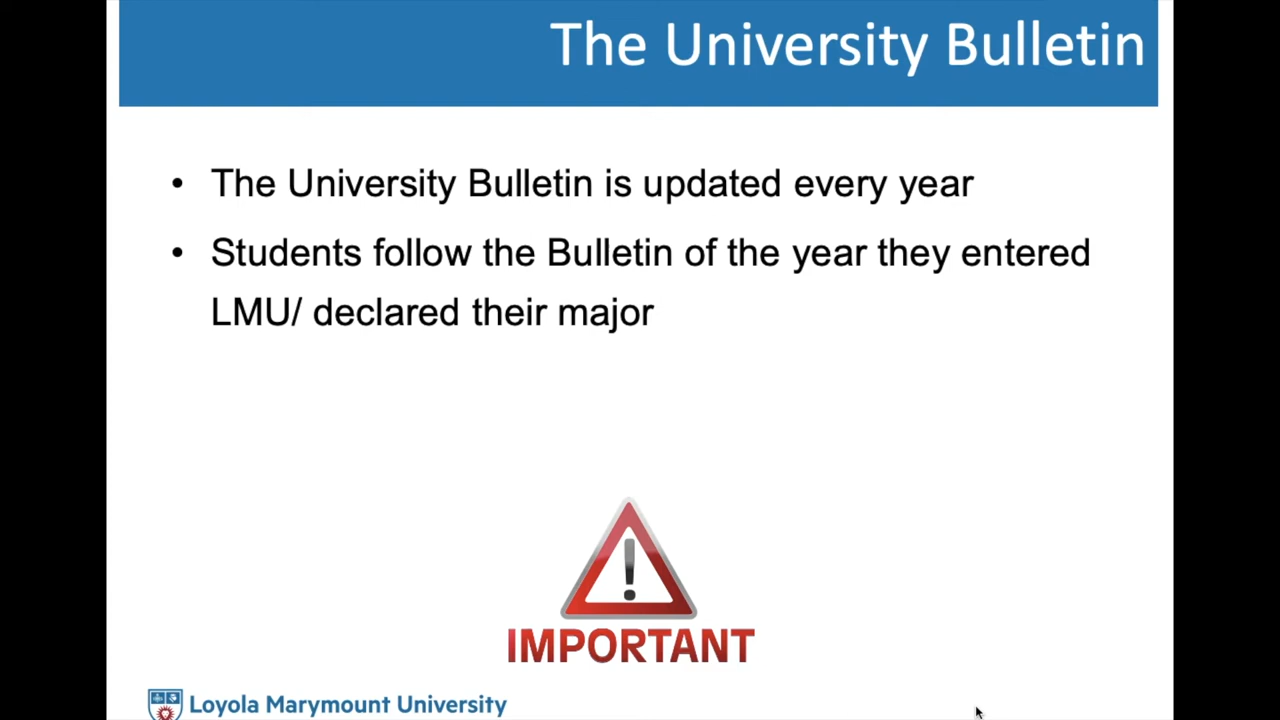 The University Bulletin
• The University Bulletin is updated every year
• Students follow the Bulletin of the year they entered
LMU/ declared their major
!
IMPORTANT
Loyola Marymount University